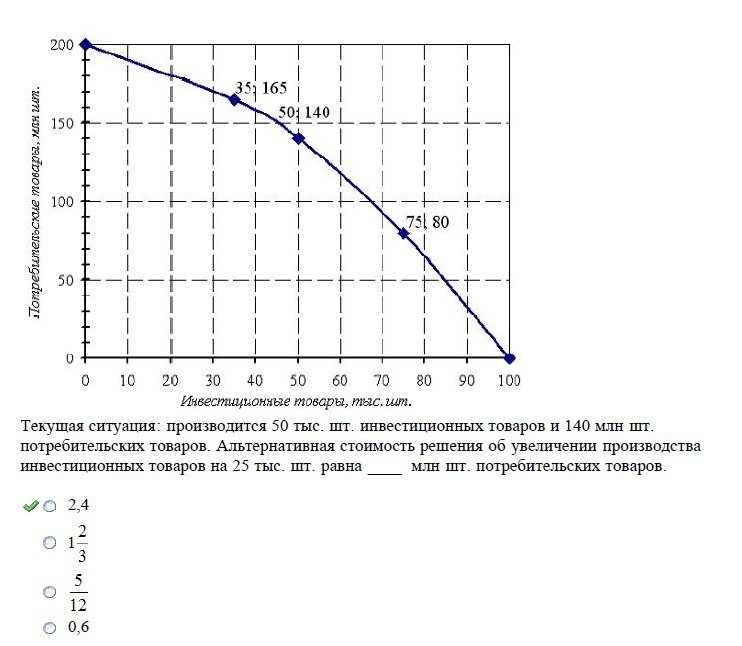 200
35; 165
50; 140
150
100
75; 80
50
0
Потребительские товары, млн шт.
0 10 20 30 40 50 60 70 80 90 100
Инвестиционные товары, тыс. шт.
Текущая ситуация: производится 50 тыс. шт. инвестиционных товаров и 140 млн шт.
потребительских товаров. Альтернативная стоимость решения об увеличении производства
инвестиционных товаров на 25 тыс. шт. равна ____ млн шт. потребительских товаров.
2,4
1 2/3
5/12
0,6